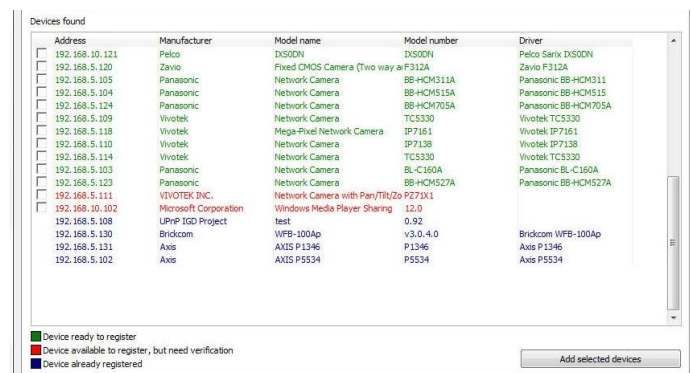 Devices found
Address Manufacturer Model name Model number Driver
192.168.10.121 Pelco IXS0DN IXS0DN Pelco Sarix IXS0DN
192.168.5.120 Zavio Fixed CMOS Camera (Two way a F312A Zavio F312A
192.168.5.105 Panasonic Network Camera BB-HCM311A Panasonic BB-HCM311
192.168.5.104 Panasonic Network Camera BB-HCM515A Panasonic BB-HCM515
192.168.5.124 Panasonic Network Camera BB-HCM705A Panasonic BB-HCM705A
192.168.5.109 Vivotek Network Camera TC5330 Vivotek TC5330
192.168.5.118 Vivotek Mega-Pixel Network Camera IP7161 Vivotek IP7161
192.168.5.110 Vivotek Network Camera IP7138 Vivotek IP7138
192.168.5.114 Vivotek Network Camera TC5330 Vivotek TC5330
192.168.5.103 Panasonic Network Camera BL-C160A Panasonic BL-C160A
192.168.5.123 Panasonic Network Camera BB-HCM527A Panasonic BB-HCM527A
192.168.5.111 VIVOTEK INC. Network Camera with Pan/Tilt/Zo PZ71X1
192.168.10.102 Microsoft Corporation Windows Media Player Sharing 12.0
192.168.5.108 UPnP IGD Project test 0.92
192.168.5.130 Brickcom WFB-100Ap v3.0.4.0 Brickcom WFB-100Ap
192.168.5.131 Axis AXIS P1346 P1346 Axis P1346
192.168.5.102 Axis AXIS P5534 P5534 Axis P5534
Device ready to register
Device available to register, but need verification
Device already registered
Add selected devices